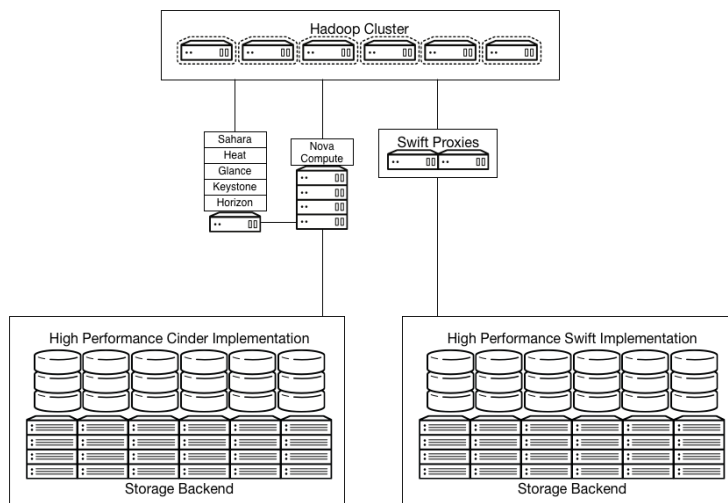 Hadoop Cluster
Sahara
Heat
Glance
Keystone
Horizon
Nova
Compute
Swift Proxies
High Performance Cinder Implementation
Storage Backend
High Performance Swift Implementation
Storage Backend